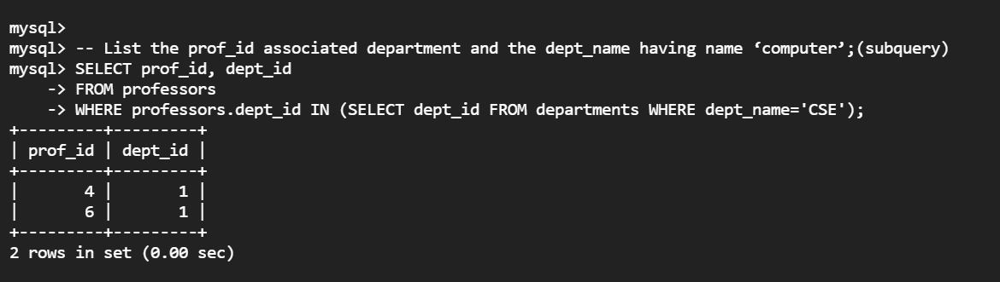 mysql>
mysql> -- List the prof_id associated department and the dept_name having name ‘computer’;(subquery)
mysql> SELECT prof_id, dept_id
    -> FROM professors
    -> WHERE professors.dept_id IN (SELECT dept_id FROM departments WHERE dept_name='CSE');
+---------+---------+
| prof_id | dept_id |
+---------+---------+
|       4 |       1 |
|       6 |       1 |
+---------+---------+
2 rows in set (0.00 sec)